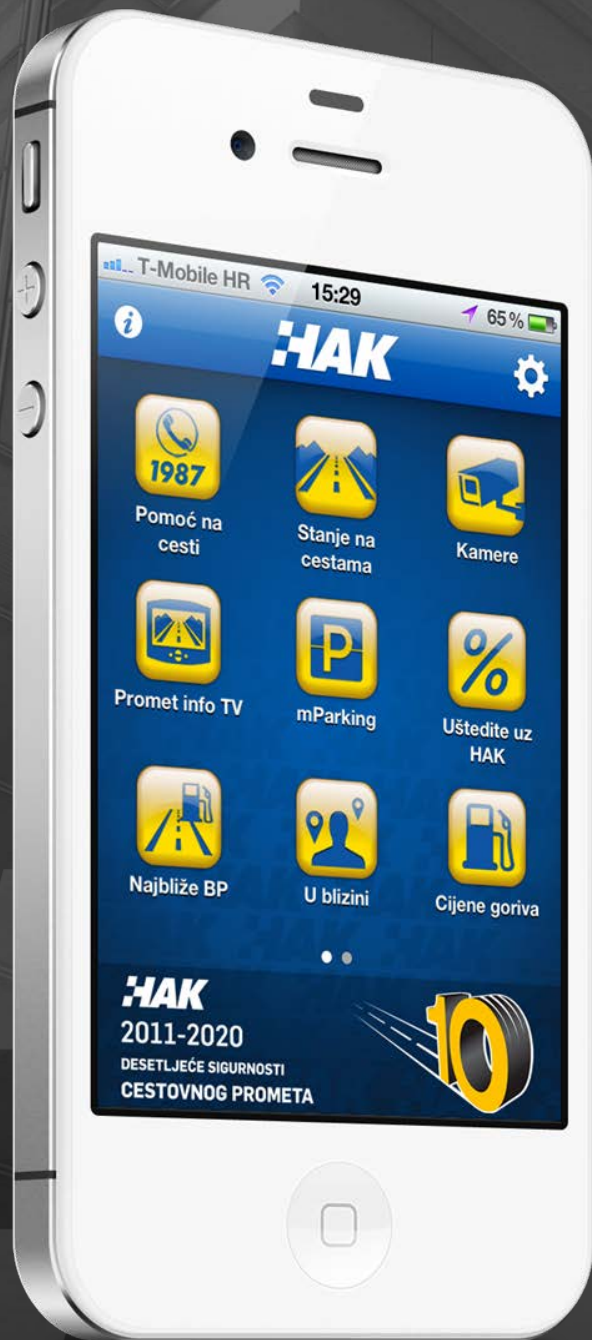 T-Mobile HR 15:29 65%
HAK
1987
Pomoć na
cesti
Stanje na
cestama
Kamere
Promet info TV
P
mParking
%
Uštedite uz
HAK
Najbliže BP
U blizini
Cijene goriva
HAK
2011-2020
DESETLJEĆE SIGURNOSTI
CESTOVNOG PROMETA
10